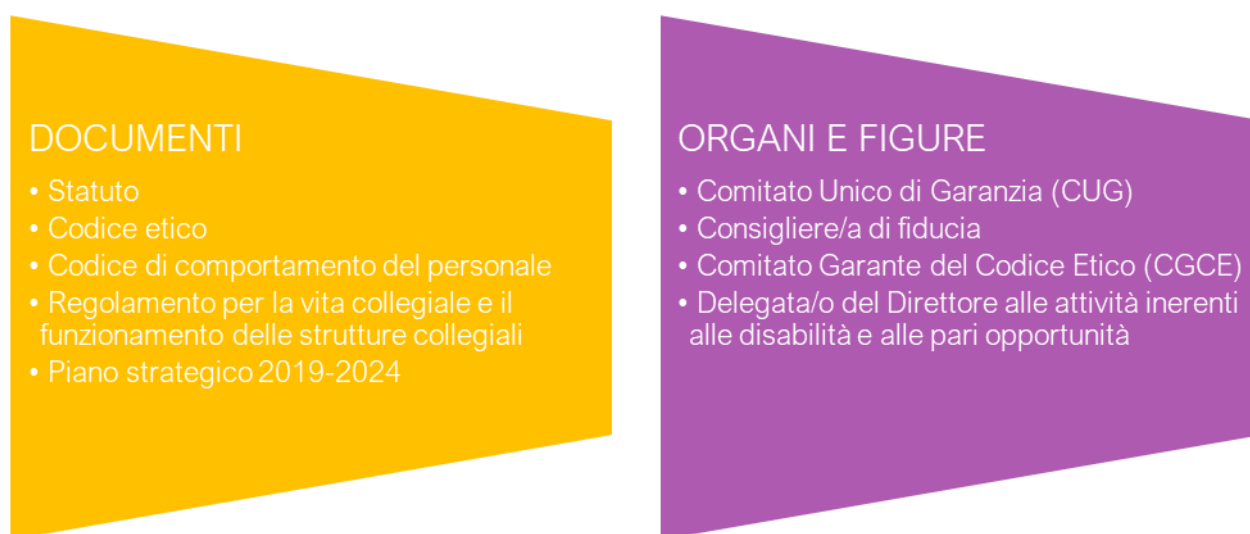 DOCUMENTI
• Statuto
• Codice etico
• Codice di comportamento del personale
• Regolamento per la vita collegiale e il
funzionamento delle strutture collegiali
• Piano strategico 2019-2024
ORGANI E FIGURE
• Comitato Unico di Garanzia (CUG)
• Consigliere/a di fiducia
• Comitato Garante del Codice Etico (CGCE)
• Delegata/o del Direttore alle attività inerenti
alle disabilità e alle pari opportunità